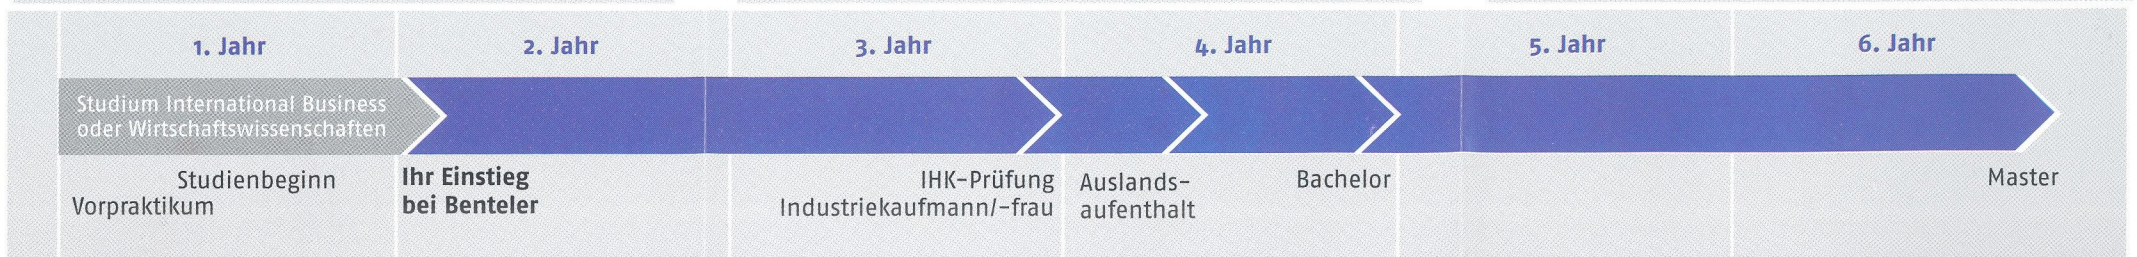 1. Jahr
2. Jahr
3. Jahr
4. Jahr
5. Jahr
6. Jahr
Studium International Business
oder Wirtschaftswissenschaften
Studienbeginn
Vorpraktikum
Ihr Einstieg
bei Benteler
IHK-Prüfung
Industriekaufmann/-frau
Auslands-
aufenthalt
Bachelor
Master